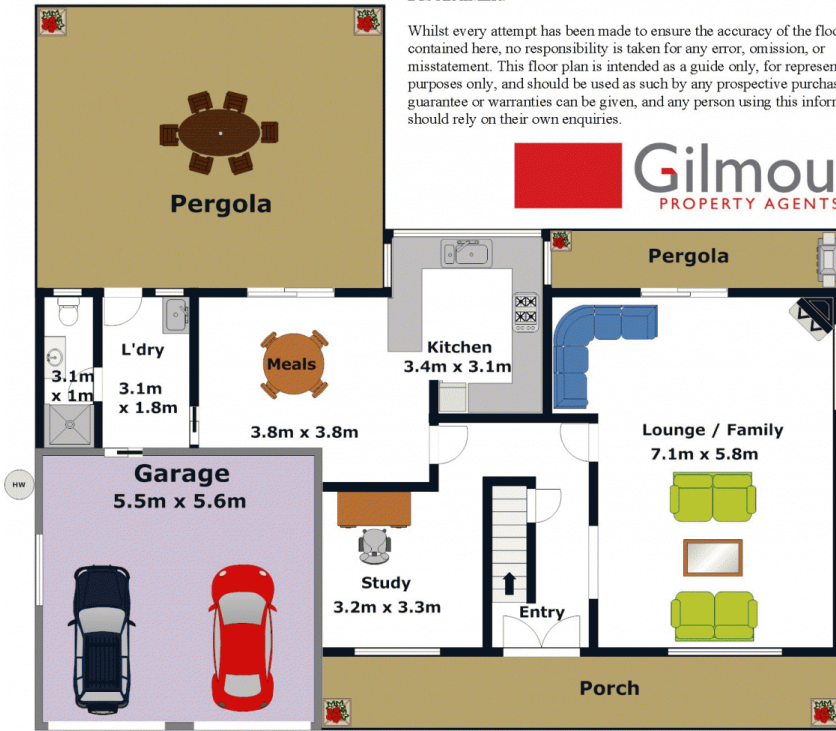 Whilst every attempt has been made to ensure the accuracy of the
contained here, no responsibility is taken for any error, omission, or
misstatement. This floor plan is intended as a guide only, for
purposes only, and should be used as such by any prospective
guarantee or warranties can be given, and any person using this
should rely on their own enquiries.
Gilmou
PROPERTY AGENTS
Pergola
Pergola
L'dry
3.1m
x 1.8m
3.1m
x 1m
Meals
3.8m x 3.8m
Kitchen
3.4m x 3.1m
Lounge / Family
7.1m x 5.8m
Garage
5.5m x 5.6m
HW
Study
3.2m x 3.3m
Entry
Porch